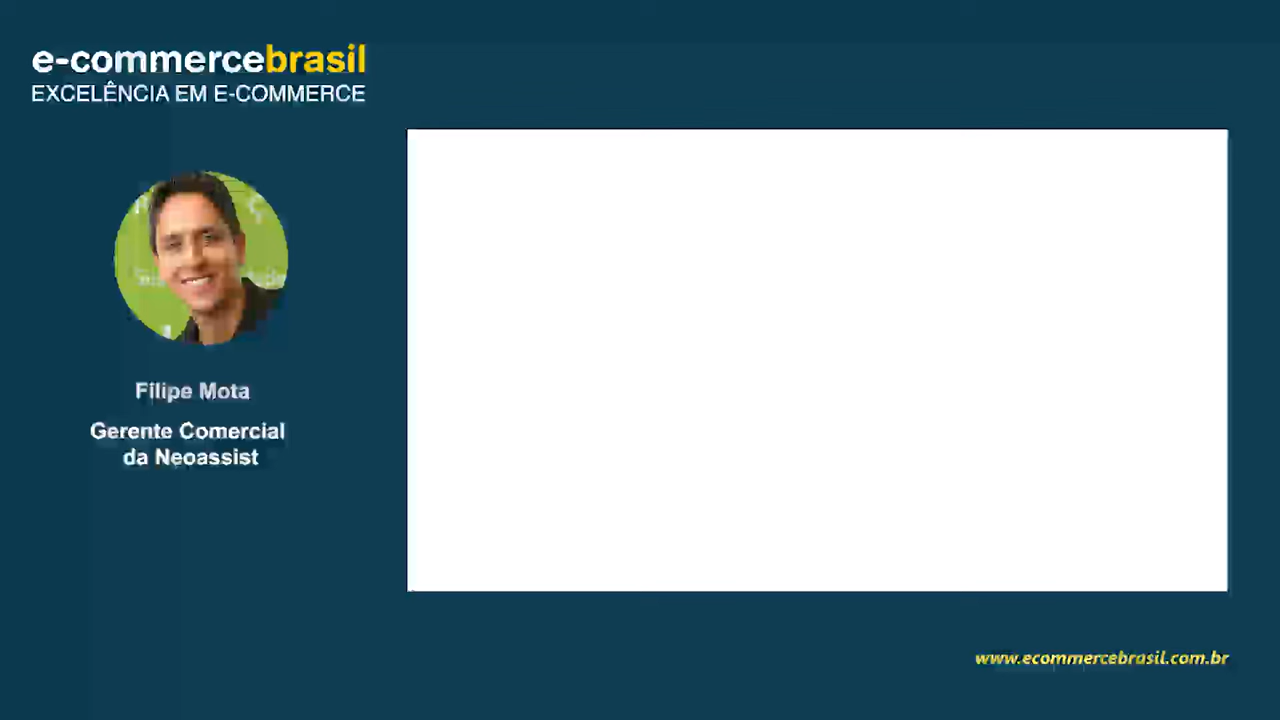 e-commercebrasil
EXCELÊNCIA EM E-COMMERCE
Filipe Mota
Gerente Comercial
da Neoassist
www.ecommercebrasil.com.br